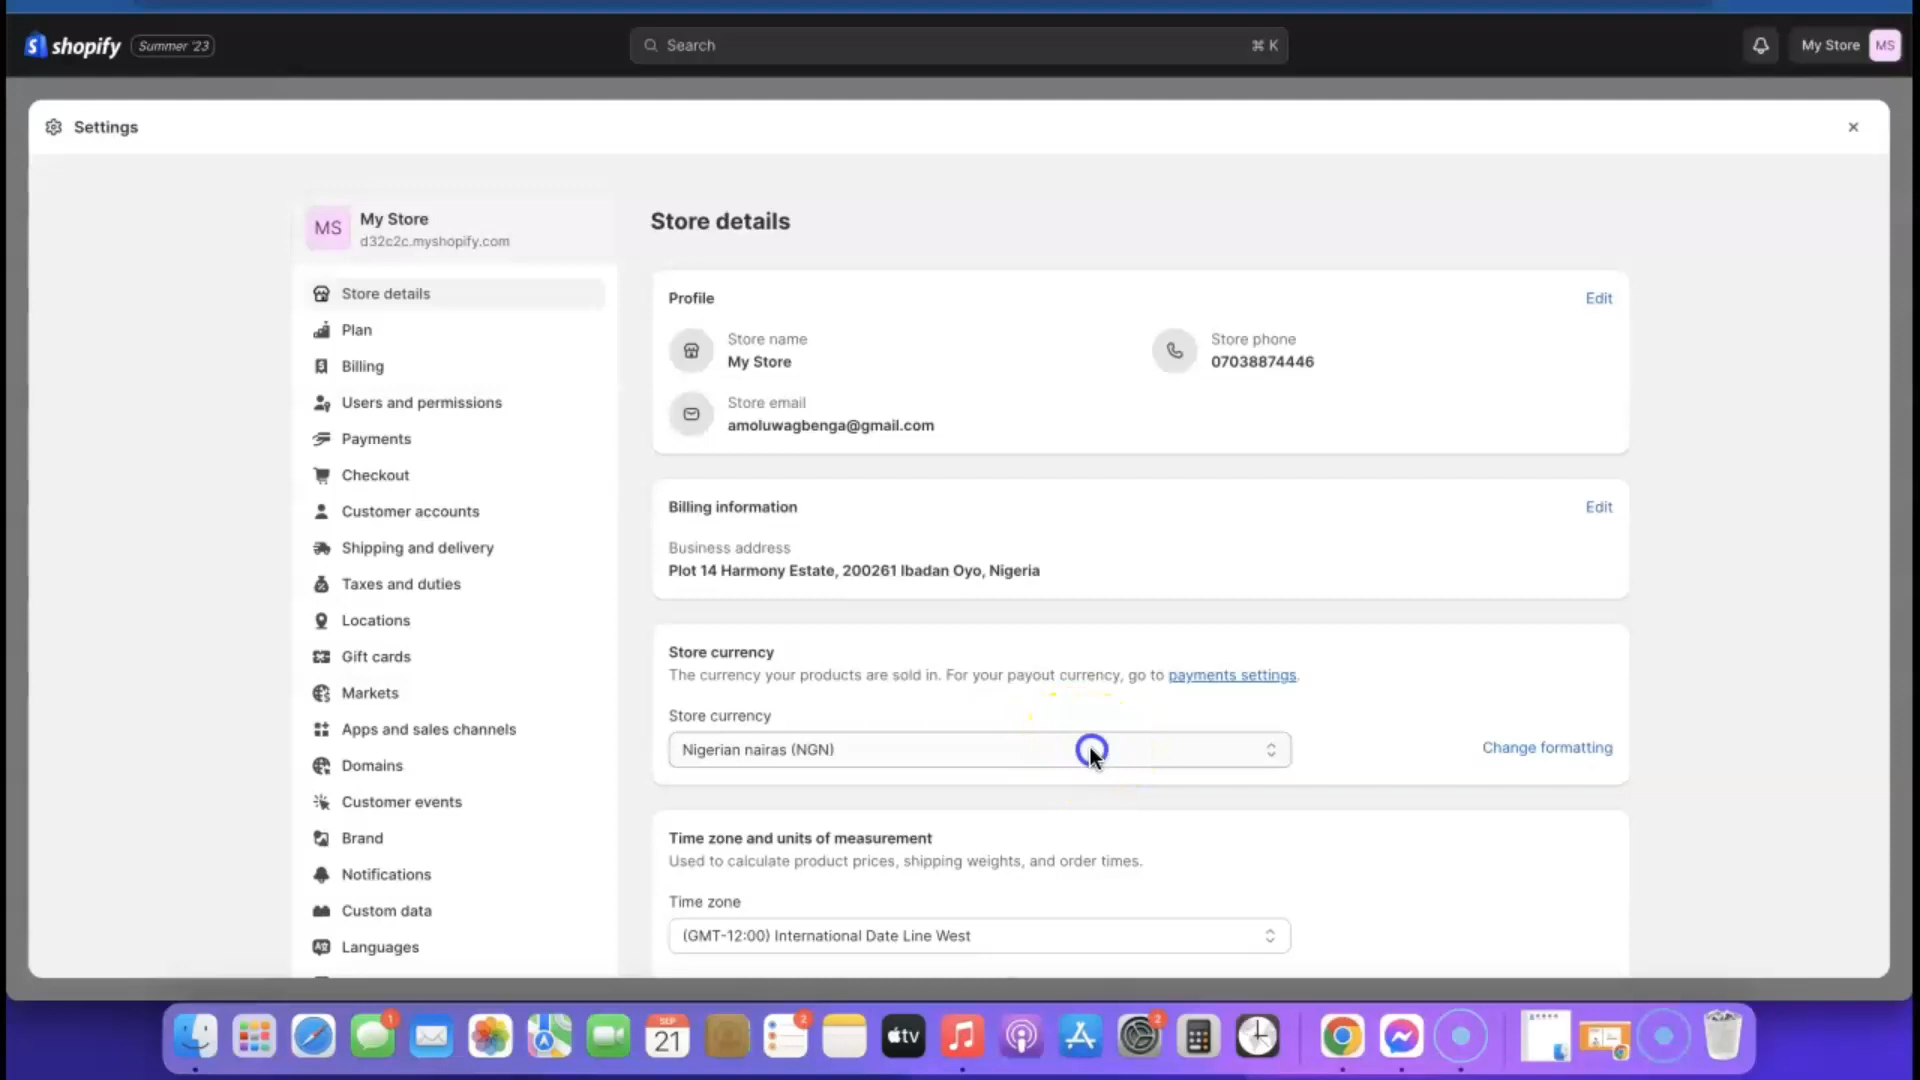 shopify
Summer '23
Search
⌘ K
My Store
MS
Settings
MS
My Store
d32c2c.myshopify.com
Store details
Plan
Billing
Users and permissions
Payments
Checkout
Customer accounts
Shipping and delivery
Taxes and duties
Locations
Gift cards
Markets
Apps and sales channels
Domains
Customer events
Brand
Notifications
Custom data
Languages
Store details
Profile
Edit
Store name
My Store
Store phone
07038874446
Store email
amoluwagbenga@gmail.com
Billing information
Edit
Business address
Plot 14 Harmony Estate, 200261 Ibadan Oyo, Nigeria
Store currency
The currency your products are sold in. For your payout currency, go to payments settings.
Store currency
Nigerian nairas (NGN)
Change formatting
Time zone and units of measurement
Used to calculate product prices, shipping weights, and order times.
Time zone
(GMT-12:00) International Date Line West
1
SEP
21
2
tv
2